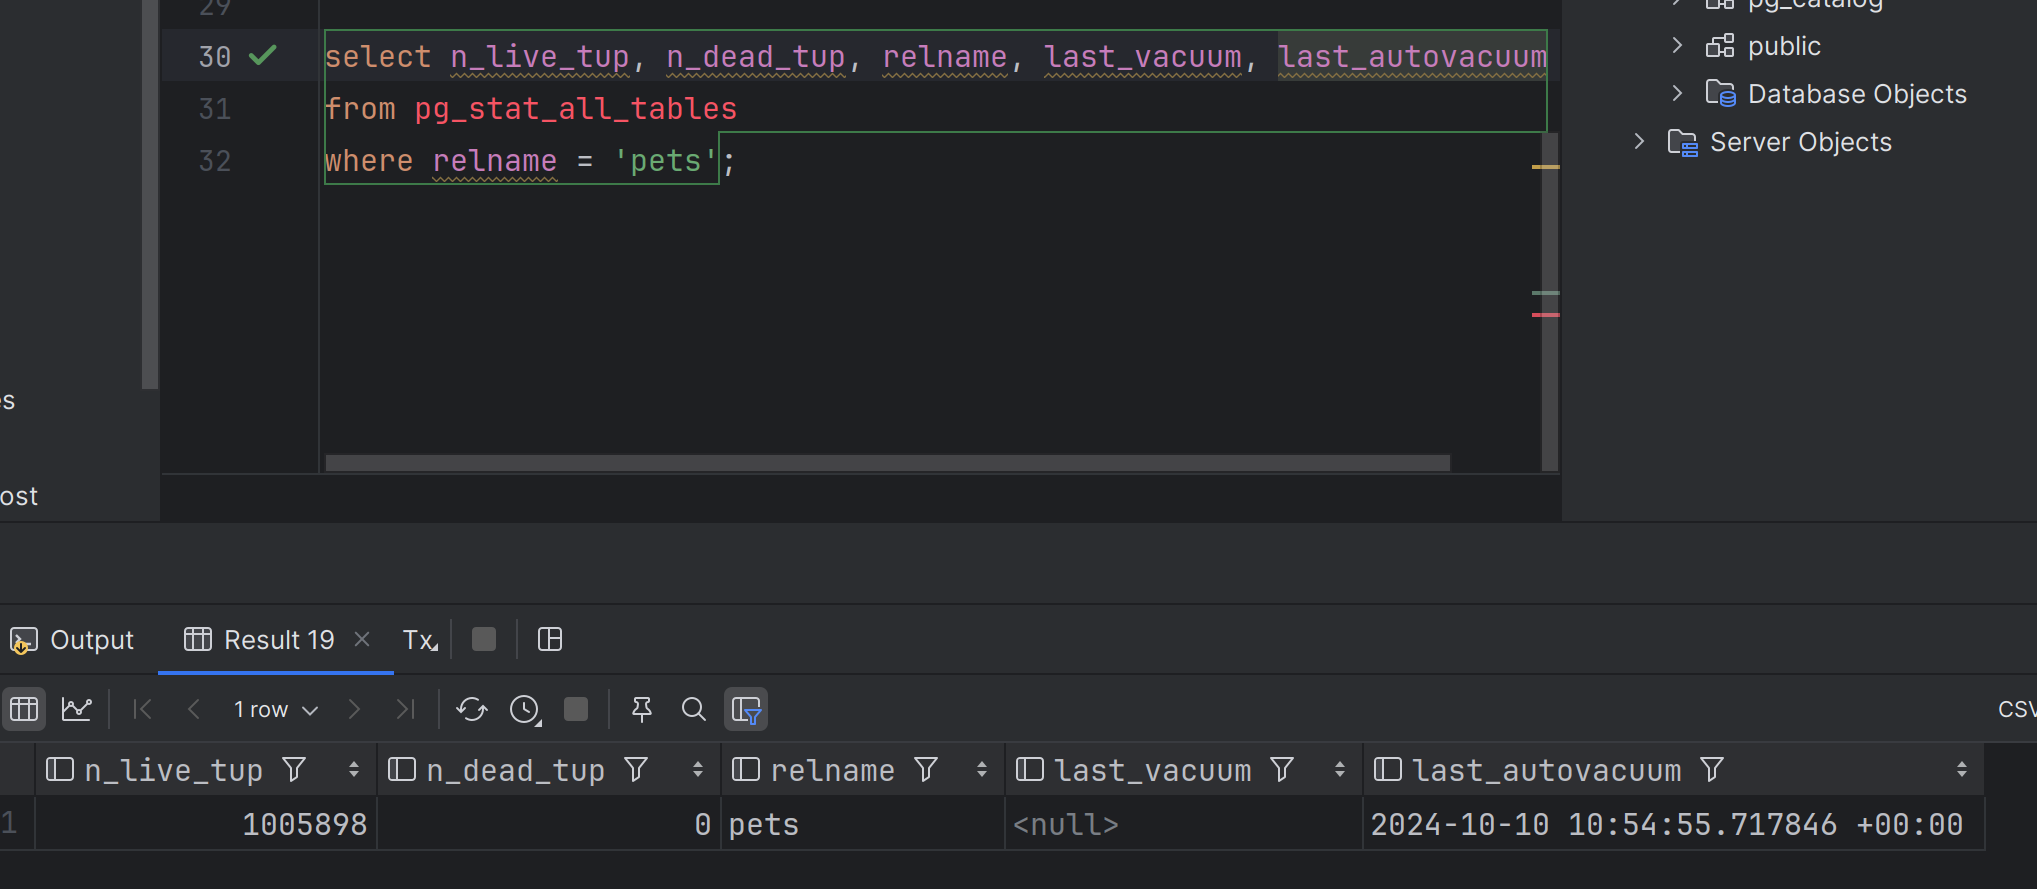 29
pg_catalog
30 select n_live_tup, n_dead_tup, relname, last_vacuum, last_autovacuum
public
31 from pg_stat_all_tables
Database Objects
32 where relname = 'pets';
Server Objects
es
ost
Output Result 19 Tx
1 row CSV
n_live_tup n_dead_tup relname last_vacuum last_autovacuum
1 1005898 0 pets <null> 2024-10-10 10:54:55.717846 +00:00